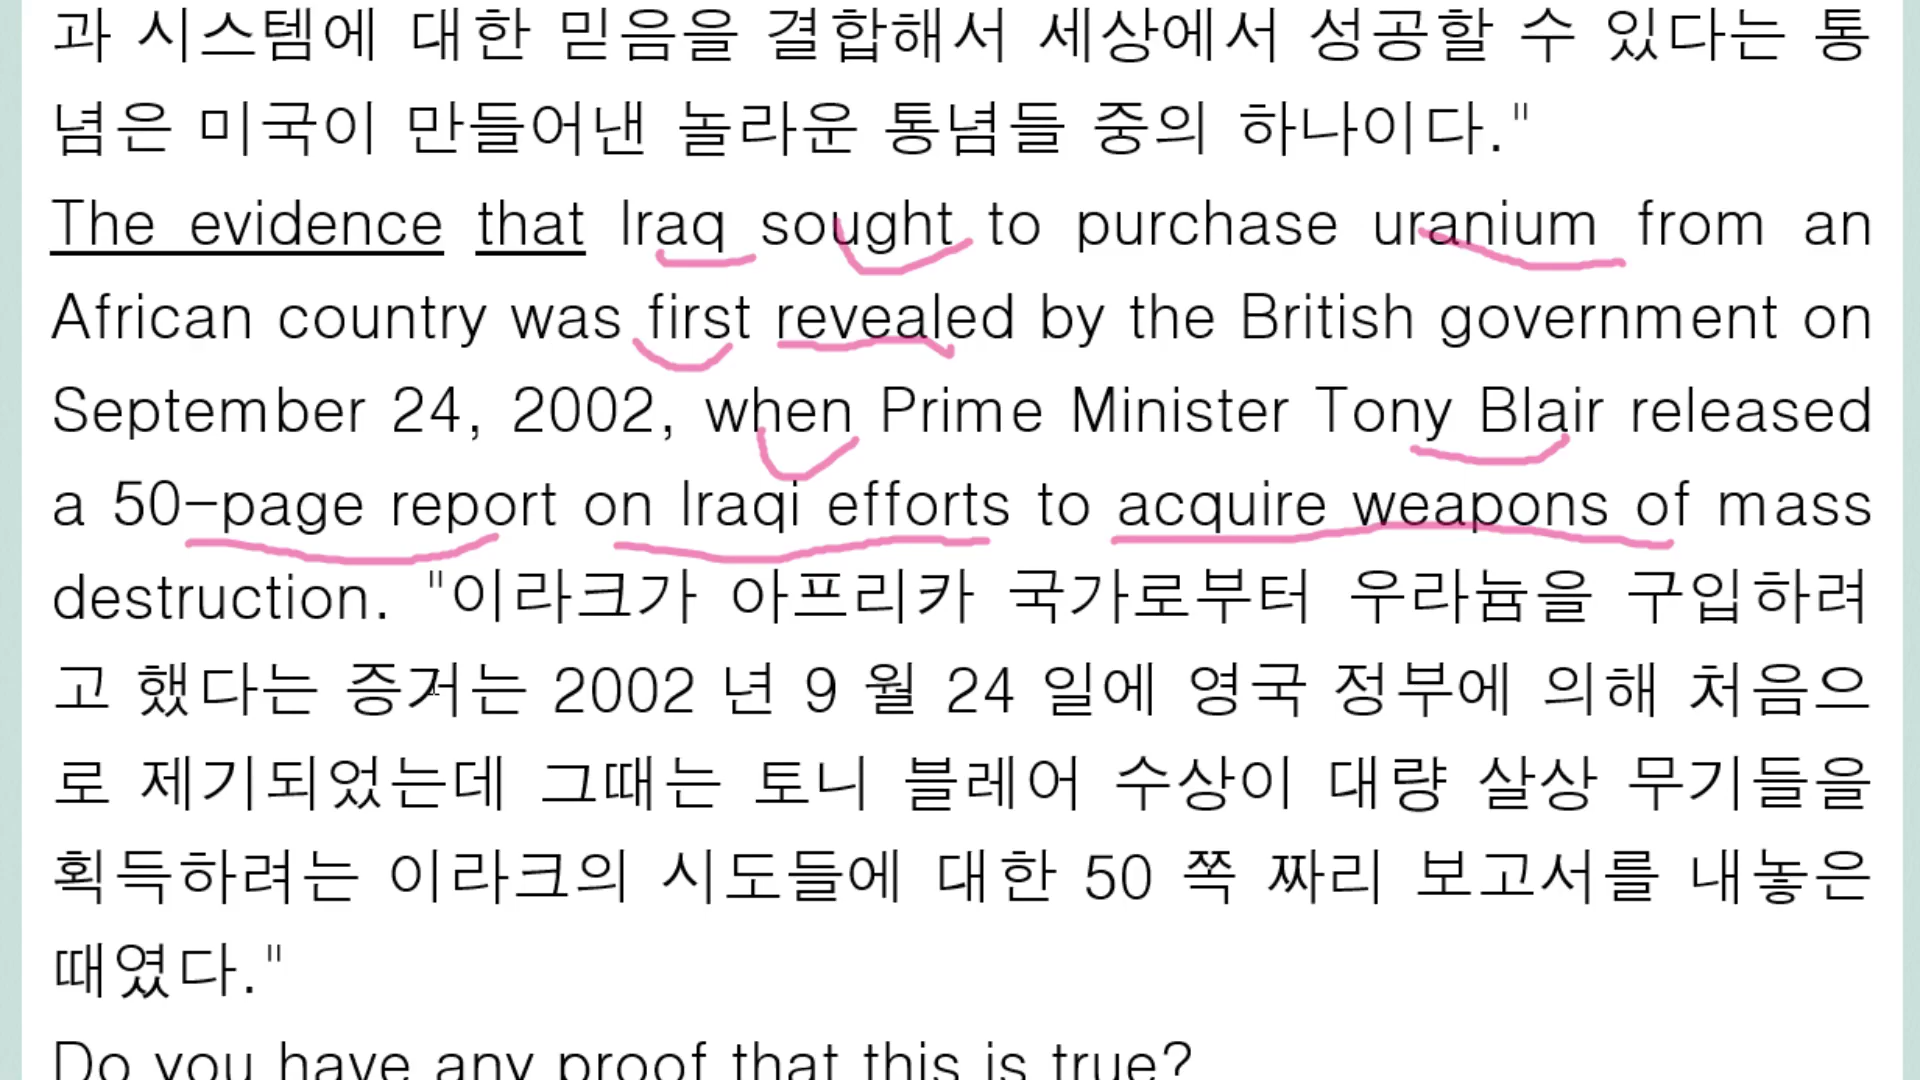 과 시스템에 대한 믿음을 결합해서 세상에서 성공할 수 있다는 통
념은 미국이 만들어낸 놀라운 통념들 중의 하나이다."
The evidence that Iraq sought to purchase uranium from an
African country was first revealed by the British government on
September 24, 2002, when Prime Minister Tony Blair released
a 50-page report on Iraqi efforts to acquire weapons of mass
destruction. "이라크가 아프리카 국가로부터 우라늄을 구입하려
고 했다는 증거는 2002 년 9 월 24 일에 영국 정부에 의해 처음으
로 제기되었는데 그때는 토니 블레어 수상이 대량 살상 무기들을
획득하려는 이라크의 시도들에 대한 50 쪽 짜리 보고서를 내놓은
때였다."
Do you have any proof that this is true?